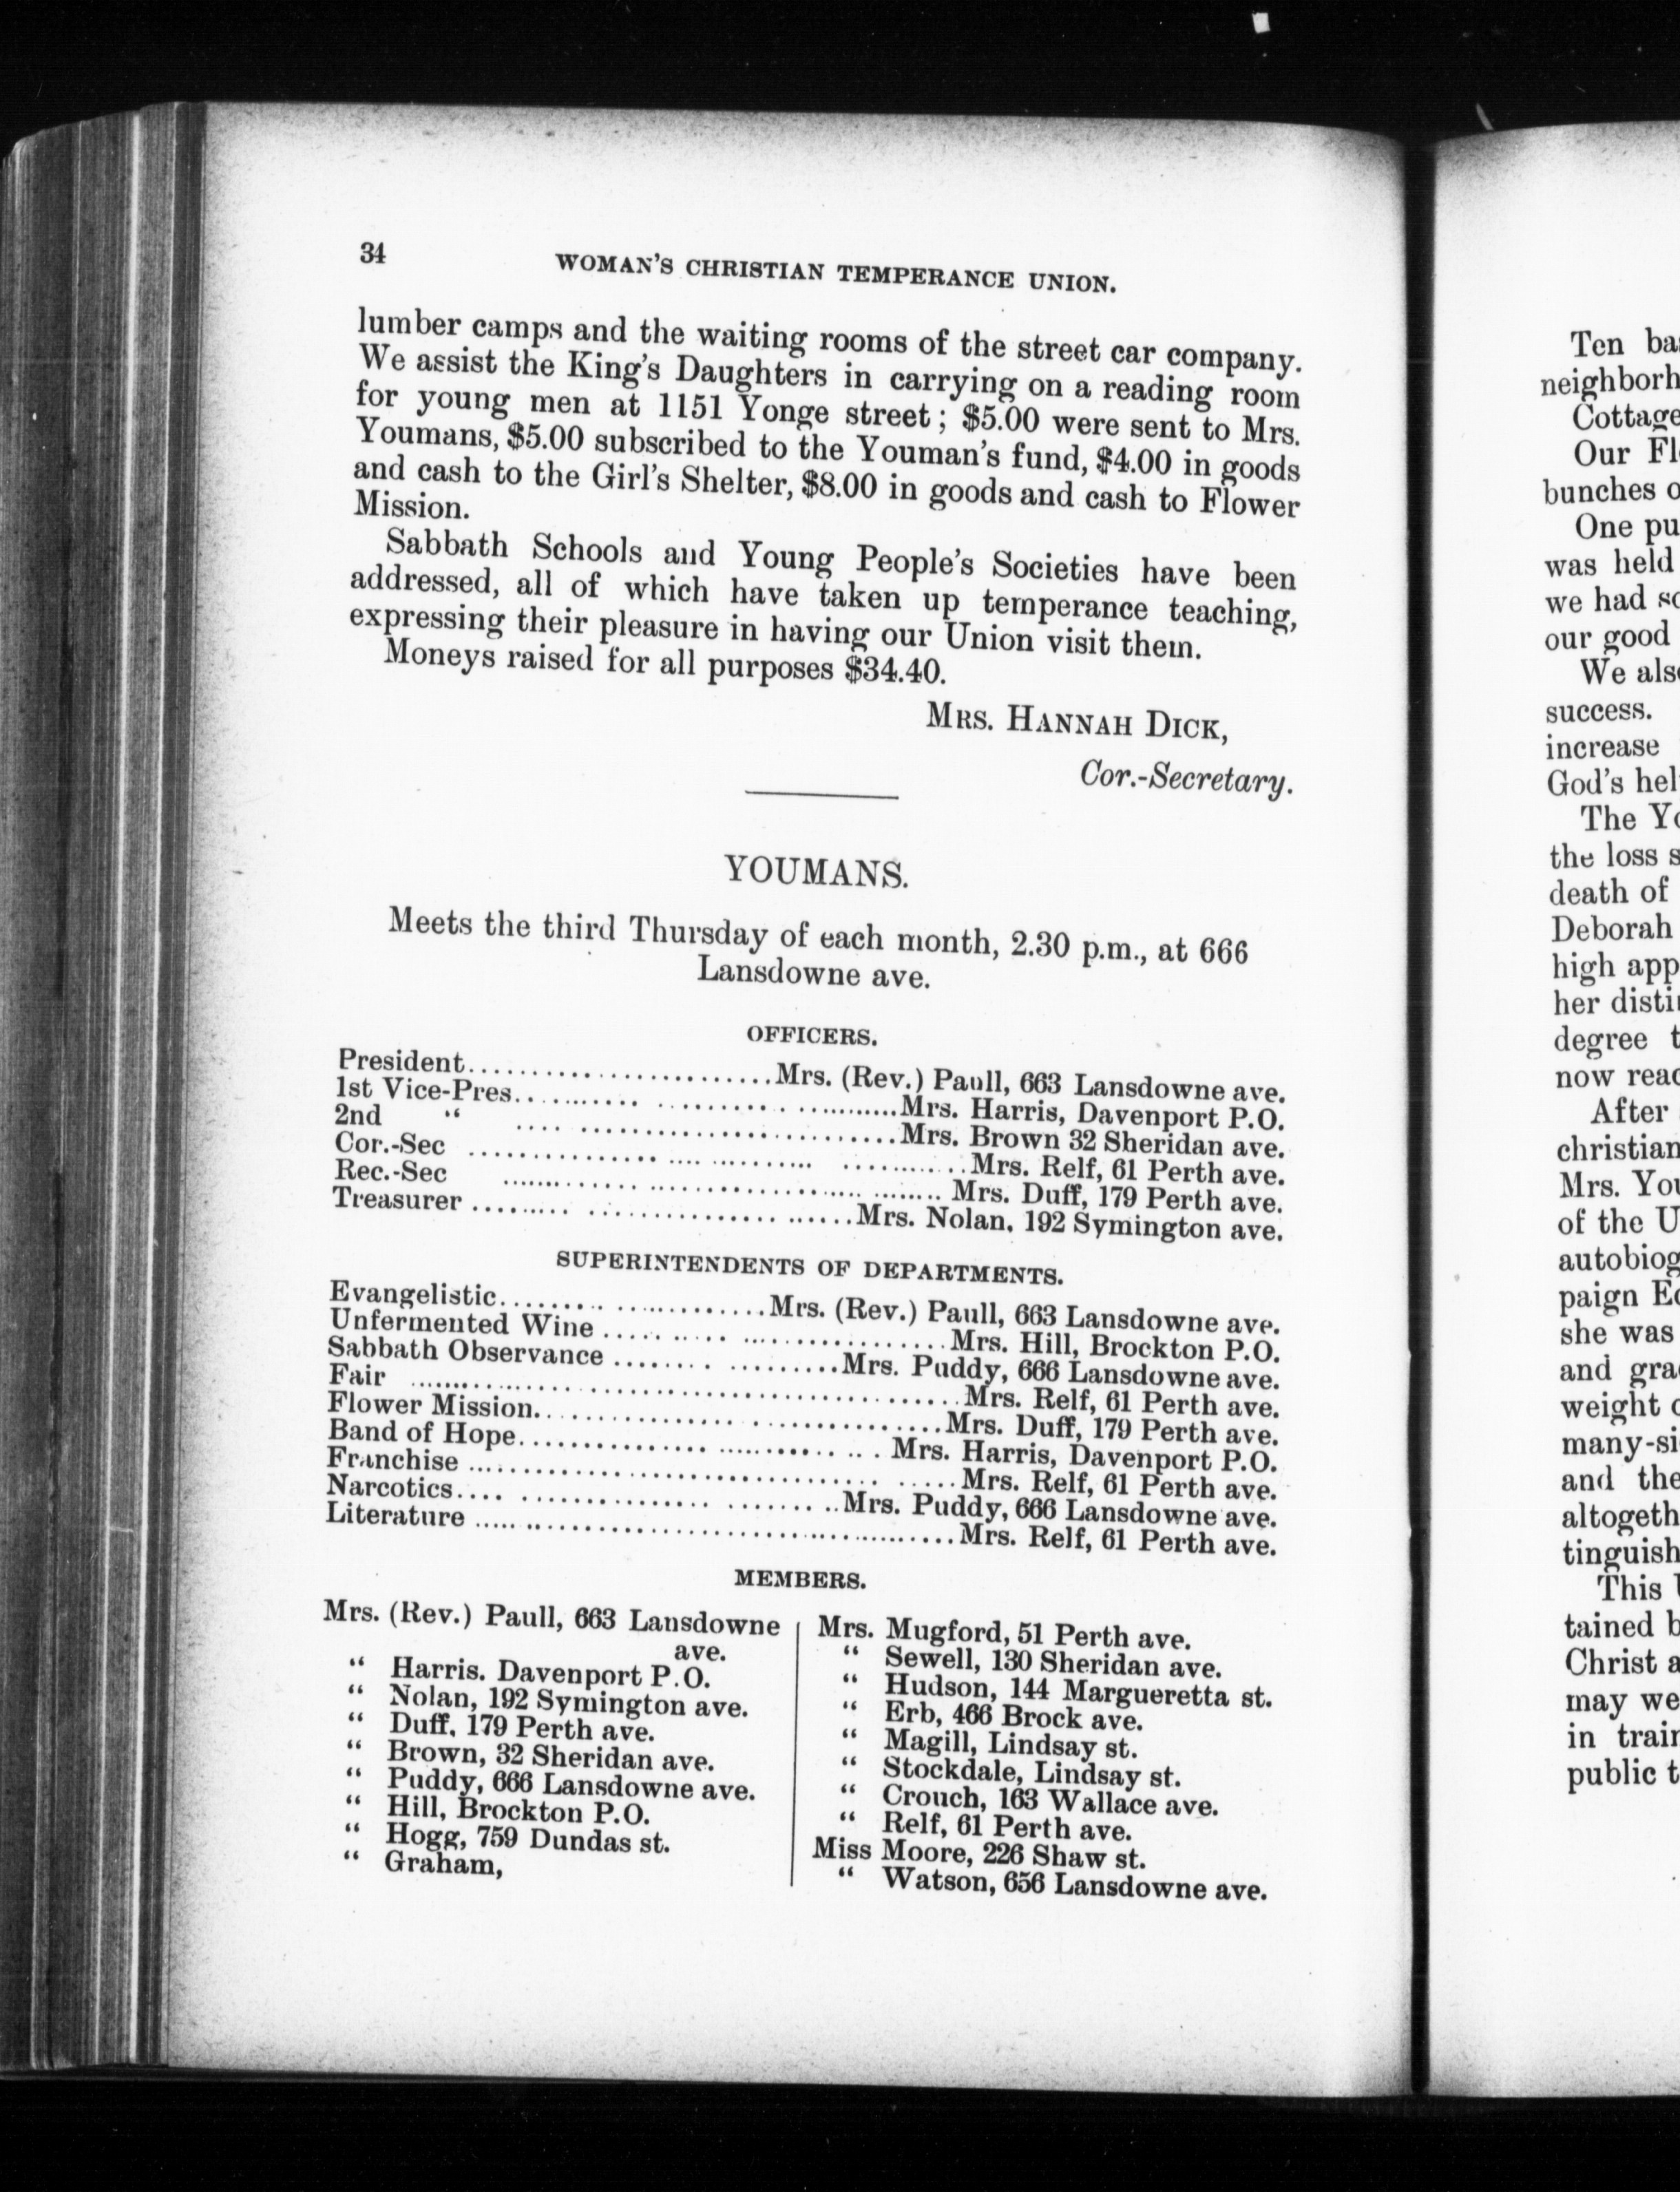 34
WOMAN'S CHRISTIAN TEMPERANCE UNION.
lumber camps and the waiting rooms of the street car company.
We assist the King's Daughters in carrying on a reading room
for young men at 1151 Yonge street; $5.00 were sent to Mrs.
Youmans, $5.00 subscribed to the Youman's fund, $4.00 in goods
and cash to the Girl's Shelter, $8.00 in goods and cash to Flower
Mission.
Sabbath Schools and Young People's Societies have been
addressed, all of which have taken up temperance teaching,
expressing their pleasure in having our Union visit them.
Moneys raised for all purposes $34.40.
MRS. HANNAH DICK,
Cor.-Secretary.
YOUMANS.
Meets the third Thursday of each month, 2.30 p.m., at 666
Lansdowne ave.
OFFICERS.
President........................Mrs. (Rev.) Paull, 663 Lansdowne ave.
1st Vice-Pres..............................Mrs. Harris, Davenport P.O.
2nd " ..............................Mrs. Brown 32 Sheridan ave.
Cor.-Sec ..............................Mrs. Relf, 61 Perth ave.
Rec.-Sec ..............................Mrs. Duff, 179 Perth ave.
Treasurer ..............................Mrs. Nolan, 192 Symington ave.
SUPERINTENDENTS OF DEPARTMENTS.
Evangelistic.....................Mrs. (Rev.) Paull, 663 Lansdowne ave.
Unfermented Wine ..............................Mrs. Hill, Brockton P.O.
Sabbath Observance .................Mrs. Puddy, 666 Lansdowne ave.
Fair ........................................Mrs. Relf, 61 Perth ave.
Flower Mission..............................Mrs. Duff, 179 Perth ave.
Band of Hope..............................Mrs. Harris, Davenport P.O.
Franchise ..............................Mrs. Relf, 61 Perth ave.
Narcotics..............................Mrs. Puddy, 666 Lansdowne ave.
Literature ..............................Mrs. Relf, 61 Perth ave.
MEMBERS.
Mrs. (Rev.) Paull, 663 Lansdowne
ave.
" Harris. Davenport P.O.
" Nolan, 192 Symington ave.
" Duff, 179 Perth ave.
" Brown, 32 Sheridan ave.
" Puddy, 666 Lansdowne ave.
" Hill, Brockton P.O.
" Hogg, 759 Dundas st.
" Graham,
Mrs. Mugford, 51 Perth ave.
" Sewell, 130 Sheridan ave.
" Hudson, 144 Margueretta st.
" Erb, 466 Brock ave.
" Magill, Lindsay st.
" Stockdale, Lindsay st.
" Crouch, 163 Wallace ave.
" Relf, 61 Perth ave.
Miss Moore, 226 Shaw st.
" Watson, 656 Lansdowne ave.
Ten
Cottage
Our
bunches
One
was held
we had
our good
We
success.
increase
God's
The
the loss
death of
Deborah
high
her
degree
now
After
christian
Mrs.
of the
she was
and
weight
many-
and the
This
tained
Christ
may we
in
public